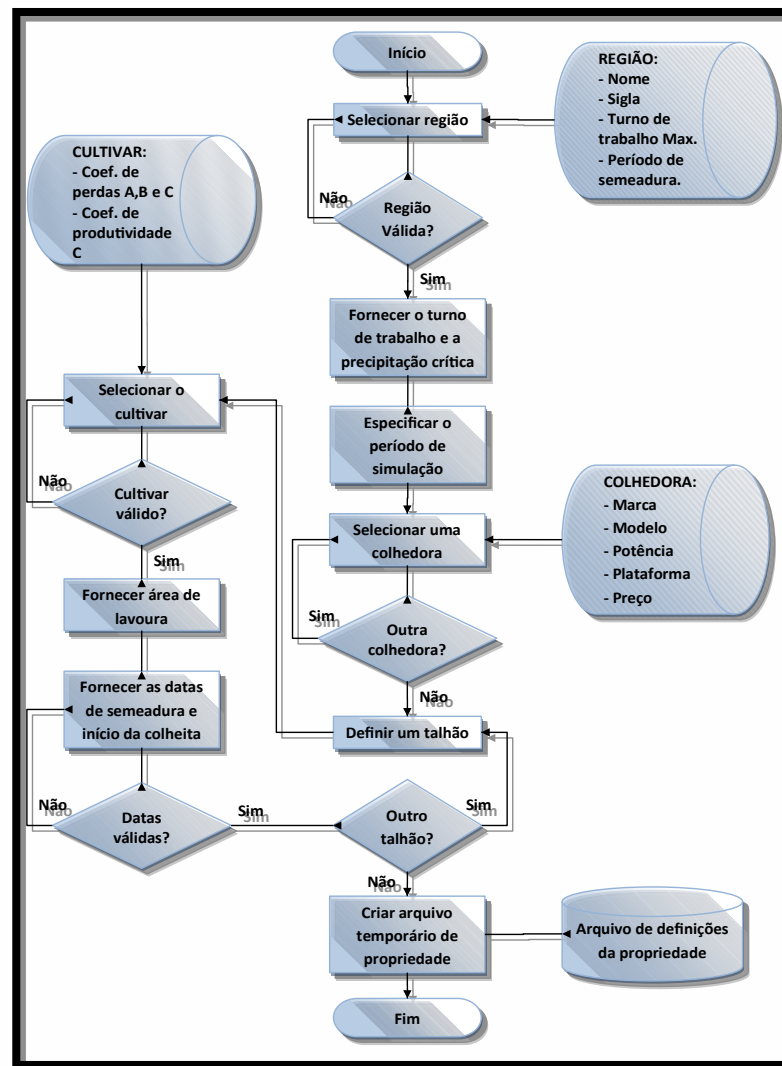 Início
Selecionar região
REGIÃO:
- Nome
- Sigla
- Turno de
trabalho Max.
- Período de
semeadura.
Não
Região
Válida?
Sim
Fornecer o turno
de trabalho e a
precipitação crítica
Especificar o
período de
simulação
Selecionar uma
colhedora
COLHEDORA:
- Marca
- Modelo
- Potência
- Plataforma
- Preço
Sim
Outra
colhedora?
Não
Definir um talhão
CULTIVAR:
- Coef. de
perdas A,B e C
- Coef. de
produtividade
C
Selecionar o
cultivar
Não
Cultivar
válido?
Sim
Fornecer área de
lavoura
Fornecer as datas
de semeadura e
início da colheita
Não
Datas
válidas?
Sim
Outro
talhão?
Sim
Não
Criar arquivo
temporário de
propriedade
Arquivo de definições
da propriedade
Fim